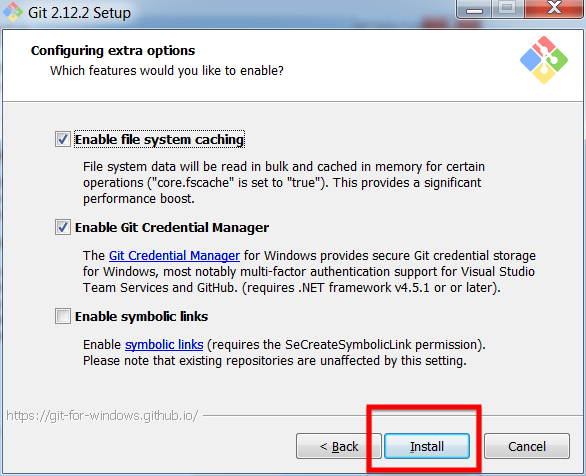 Git 2.12.2 Setup
Configuring extra options
Which features would you like to enable?
Enable file system caching
File system data will be read in bulk and cached in memory for certain
operations ("core.fscache" is set to "true"). This provides a significant
performance boost.
Enable Git Credential Manager
The Git Credential Manager for Windows provides secure Git credential storage
for Windows, most notably multi-factor authentication support for Visual Studio
Team Services and GitHub. (requires .NET framework v4.5.1 or or later).
Enable symbolic links
Enable symbolic links (requires the SeCreateSymbolicLink permission).
Please note that existing repositories are unaffected by this setting.
https://git-for-windows.github.io/
< Back Install Cancel